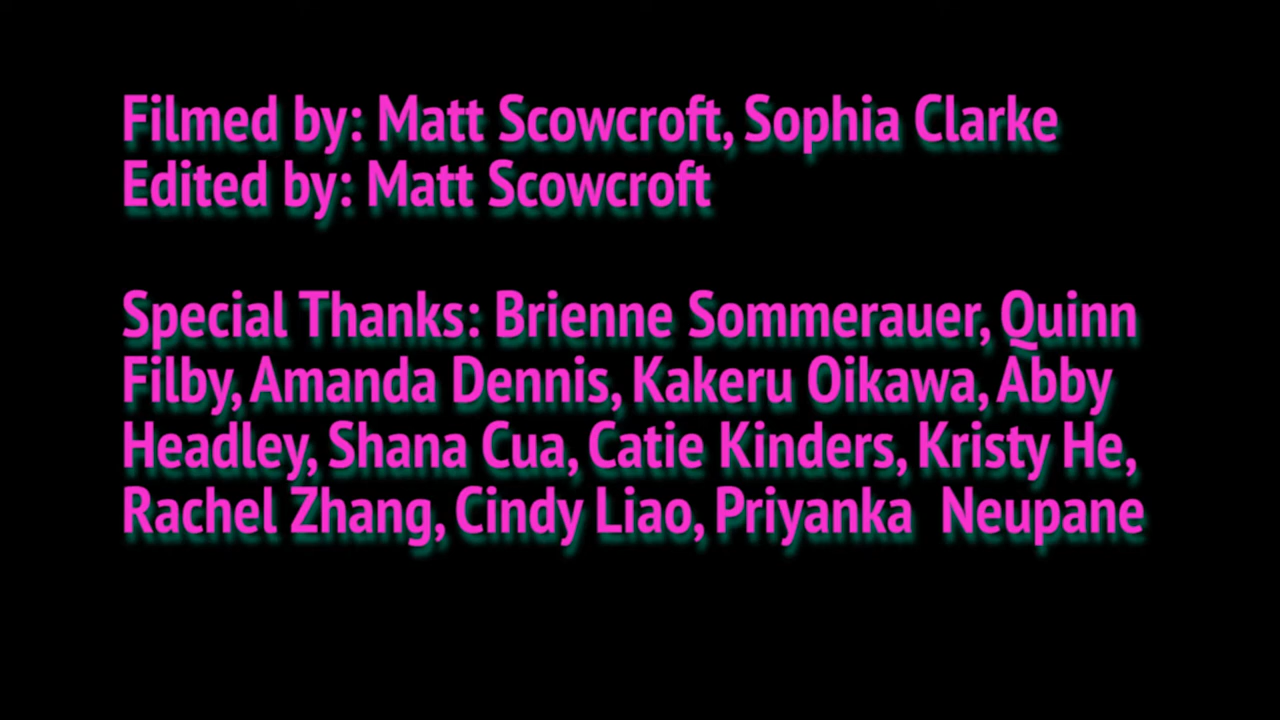 Filmed by: Matt Scowcroft, Sophia Clarke
Edited by: Matt Scowcroft
Special Thanks: Brienne Sommerauer, Quinn
Filby, Amanda Dennis, Kakeru Oikawa, Abby
Headley, Shana Cua, Catie Kinders, Kristy He,
Rachel Zhang, Cindy Liao, Priyanka  Neupane